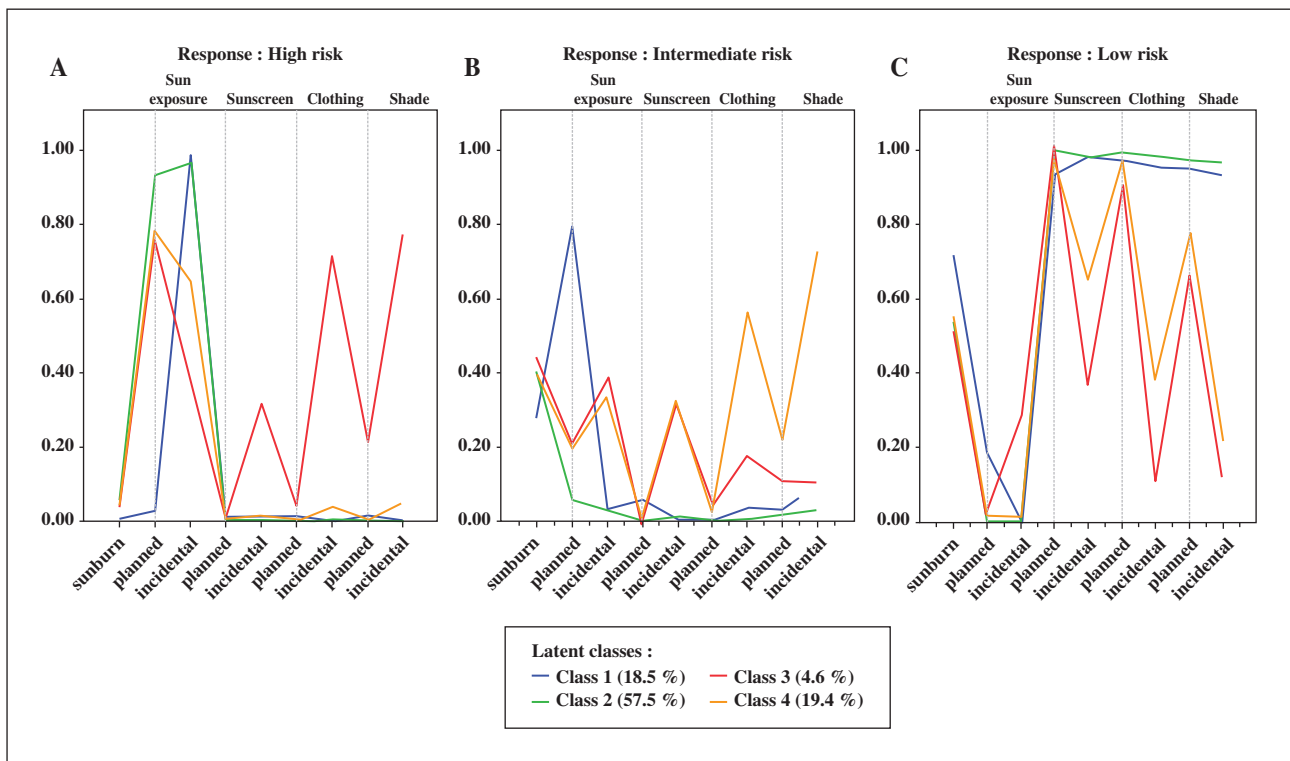 A
Response : High risk
Sun
exposure Sunscreen Clothing Shade
1.00
0.80
0.60
0.40
0.20
0.00
sunburn
planned
incidental
planned
incidental
planned
incidental
planned
incidental
B
Response : Intermediate risk
Sun
exposure Sunscreen Clothing Shade
1.00
0.80
0.60
0.40
0.20
0.00
sunburn
planned
incidental
planned
incidental
planned
incidental
planned
incidental
C
Response : Low risk
Sun
exposure Sunscreen Clothing Shade
1.00
0.80
0.60
0.40
0.20
0.00
sunburn
planned
incidental
planned
incidental
planned
incidental
planned
incidental
Latent classes :
Class 1 (18.5 %) Class 3 (4.6 %)
Class 2 (57.5 %) Class 4 (19.4 %)